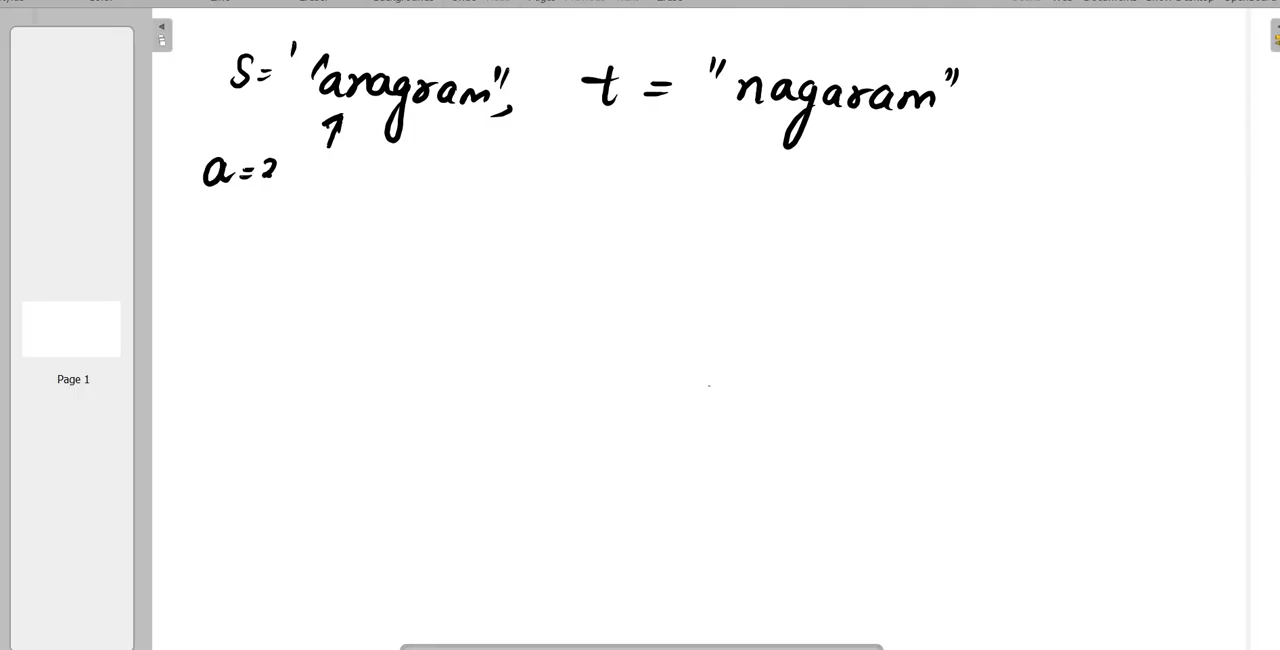 s = ' "anagram", t = "nagaram"
a = 2
Page 1